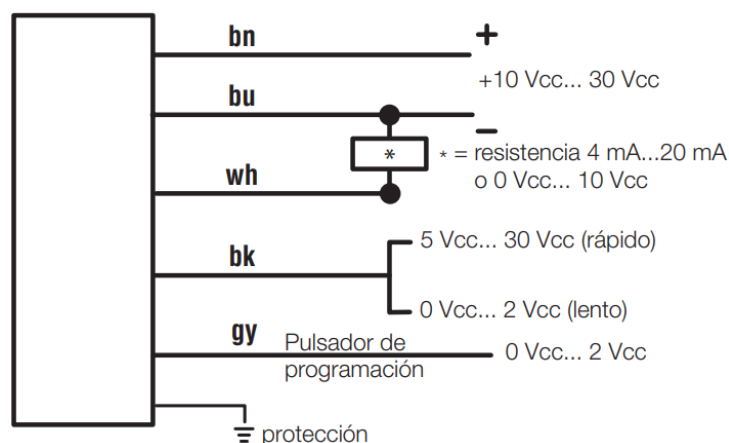 bn
+
+10 Vcc... 30 Vcc
bu
–
*
* = resistencia 4 mA...20 mA
o 0 Vcc... 10 Vcc
wh
5 Vcc... 30 Vcc (rápido)
bk
0 Vcc... 2 Vcc (lento)
gy
Pulsador de
programación
0 Vcc... 2 Vcc
protección